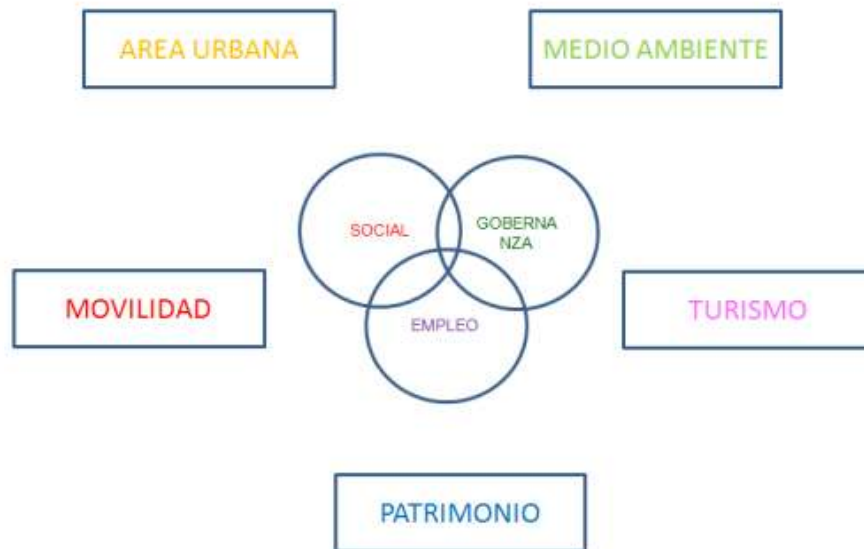 AREA URBANA
MEDIO AMBIENTE
SOCIAL
GOBERNA
NZA
MOVILIDAD
EMPLEO
TURISMO
PATRIMONIO